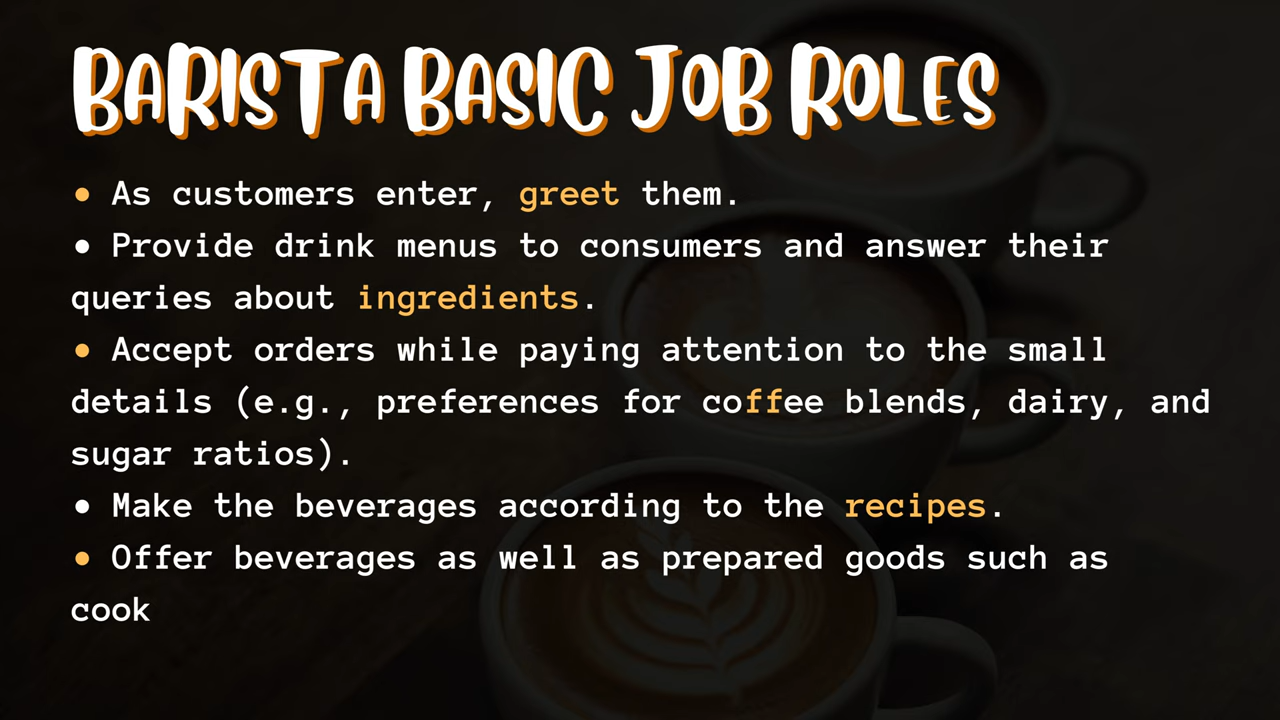 BARISTA BASIC JOB ROLES
• As customers enter, greet them.
• Provide drink menus to consumers and answer their
queries about ingredients.
• Accept orders while paying attention to the small
details (e.g., preferences for coffee blends, dairy, and
sugar ratios).
• Make the beverages according to the recipes.
• Offer beverages as well as prepared goods such as
cook